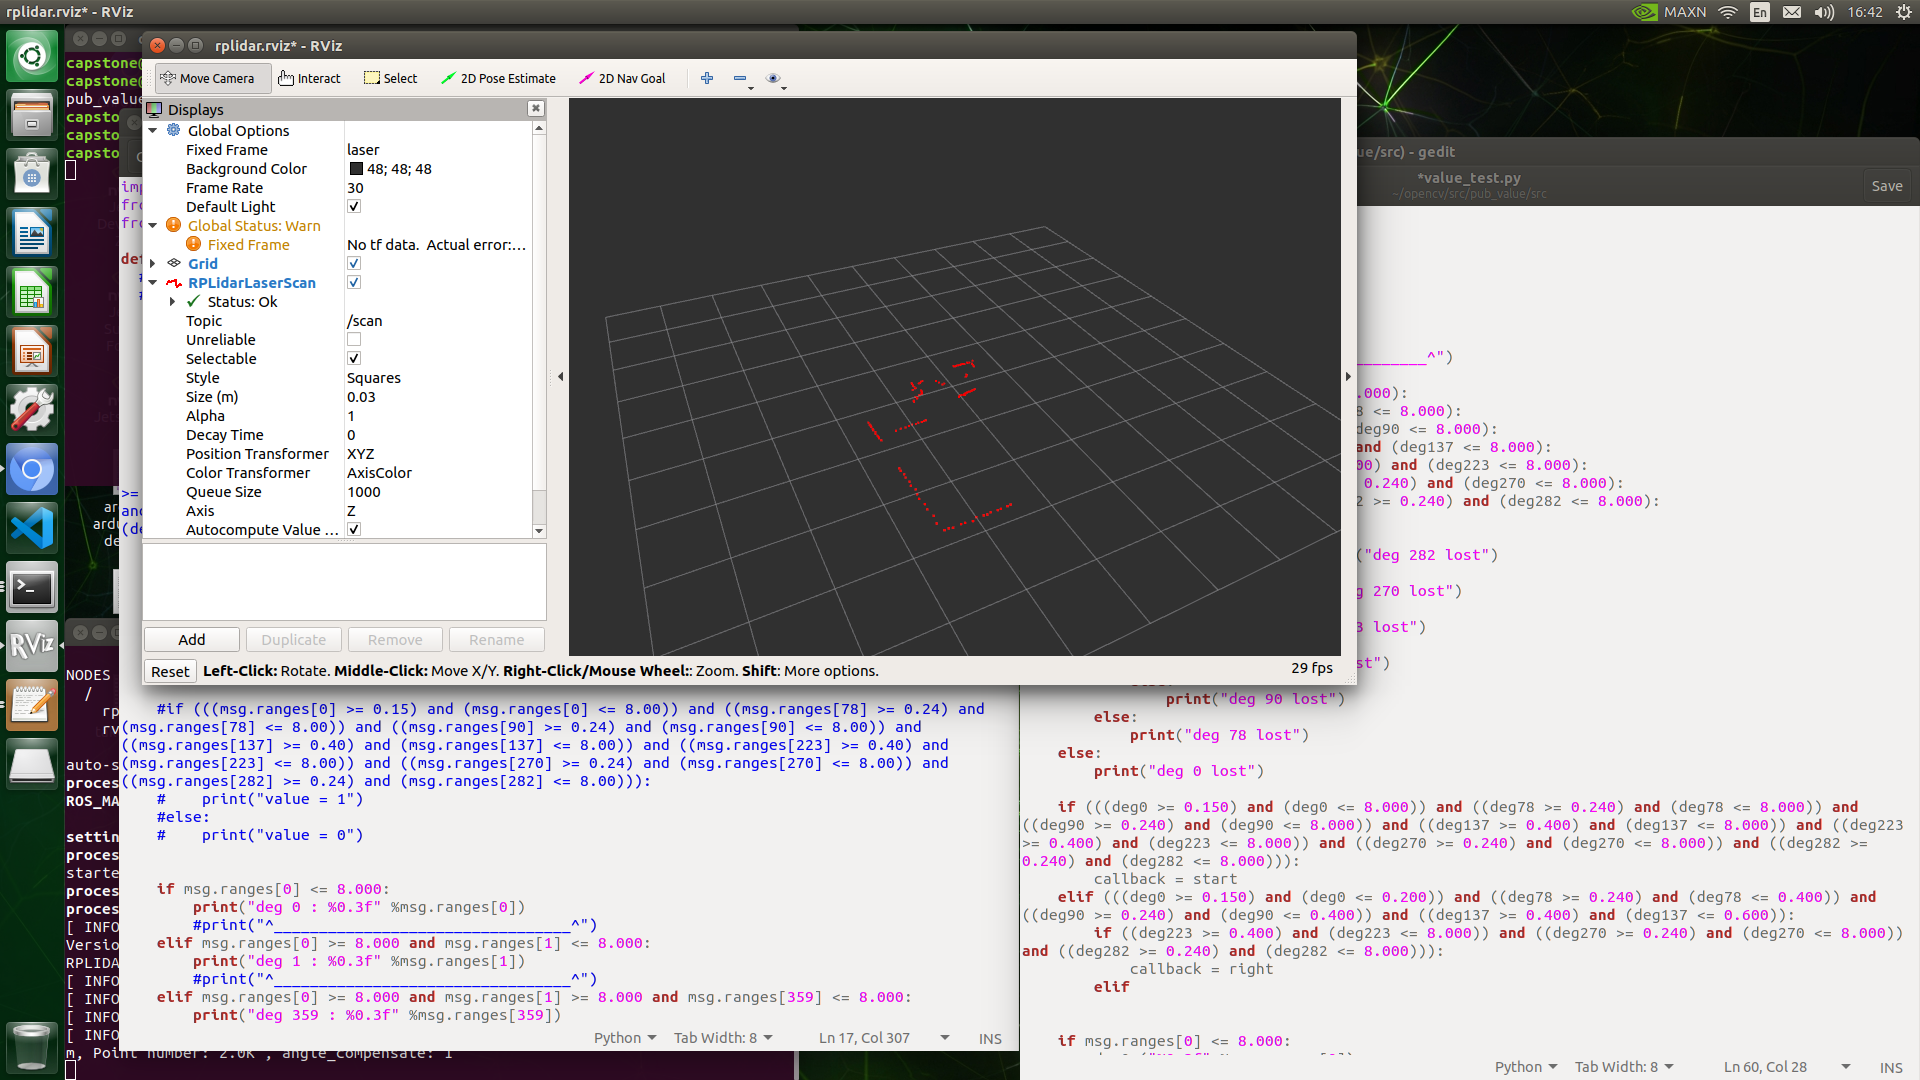 rplidar.rviz* - RViz
MAXN
En
16:42
rplidar.rviz* - RViz
Move Camera
Interact
Select
2D Pose Estimate
2D Nav Goal
Displays
Global Options
Fixed Frame laser
Background Color 48; 48; 48
Frame Rate 30
Default Light
Global Status: Warn
Fixed Frame No tf data.  Actual error:...
Grid
RPLidarLaserScan
Status: Ok
Topic /scan
Unreliable
Selectable
Style Squares
Size (m) 0.03
Alpha 1
Decay Time 0
Position Transformer XYZ
Color Transformer AxisColor
Queue Size 1000
Axis Z
Autocompute Value ...
Add
Duplicate
Remove
Rename
Reset
Left-Click: Rotate. Middle-Click: Move X/Y. Right-Click/Mouse Wheel:: Zoom. Shift: More options.
29 fps
capstone@
capstone@
pub_value
capsto
capsto
capsto
imp
fro
fro
def
>=
and
(de
NODES
/
rp
rv
auto-s
proces
ROS_MA
settin
proces
starte
proces
proces
[ INFO
Versio
RPLIDA
[ INFO
[ INFO
[ INFO
[ INFO
m, Point number: 2.0K , angle_compensate: 1
#if (((msg.ranges[0] >= 0.15) and (msg.ranges[0] <= 8.00)) and ((msg.ranges[78] >= 0.24) and
(msg.ranges[78] <= 8.00)) and ((msg.ranges[90] >= 0.24) and (msg.ranges[90] <= 8.00)) and
((msg.ranges[137] >= 0.40) and (msg.ranges[137] <= 8.00)) and ((msg.ranges[223] >= 0.40) and
(msg.ranges[223] <= 8.00)) and ((msg.ranges[270] >= 0.24) and (msg.ranges[270] <= 8.00)) and
((msg.ranges[282] >= 0.24) and (msg.ranges[282] <= 8.00))):
#    print("value = 1")
#else:
#    print("value = 0")
if msg.ranges[0] <= 8.000:
print("deg 0 : %0.3f" %msg.ranges[0])
#print("^_________________________________^")
elif msg.ranges[0] >= 8.000 and msg.ranges[1] <= 8.000:
print("deg 1 : %0.3f" %msg.ranges[1])
#print("^_________________________________^")
elif msg.ranges[0] >= 8.000 and msg.ranges[1] >= 8.000 and msg.ranges[359] <= 8.000:
print("deg 359 : %0.3f" %msg.ranges[359])
Python
Tab Width: 8
Ln 17, Col 307
INS
ue/src) - gedit
*value_test.py
~/opencv/src/pub_value/src
Save
________^")
.000):
8 <= 8.000):
deg90 <= 8.000):
and (deg137 <= 8.000):
00) and (deg223 <= 8.000):
0.240) and (deg270 <= 8.000):
2 >= 0.240) and (deg282 <= 8.000):
("deg 282 lost")
g 270 lost")
3 lost")
st")
print("deg 90 lost")
else:
print("deg 78 lost")
else:
print("deg 0 lost")
if (((deg0 >= 0.150) and (deg0 <= 8.000)) and ((deg78 >= 0.240) and (deg78 <= 8.000)) and
((deg90 >= 0.240) and (deg90 <= 8.000)) and ((deg137 >= 0.400) and (deg137 <= 8.000)) and ((deg223
>= 0.400) and (deg223 <= 8.000)) and ((deg270 >= 0.240) and (deg270 <= 8.000)) and ((deg282 >=
0.240) and (deg282 <= 8.000))):
callback = start
elif (((deg0 >= 0.150) and (deg0 <= 0.200)) and ((deg78 >= 0.240) and (deg78 <= 0.400)) and
((deg90 >= 0.240) and (deg90 <= 0.400)) and ((deg137 >= 0.400) and (deg137 <= 0.600)):
if ((deg223 >= 0.400) and (deg223 <= 8.000)) and ((deg270 >= 0.240) and (deg270 <= 8.000))
and ((deg282 >= 0.240) and (deg282 <= 8.000))):
callback = right
elif
if msg.ranges[0] <= 8.000:
Python
Tab Width: 8
Ln 60, Col 28
INS